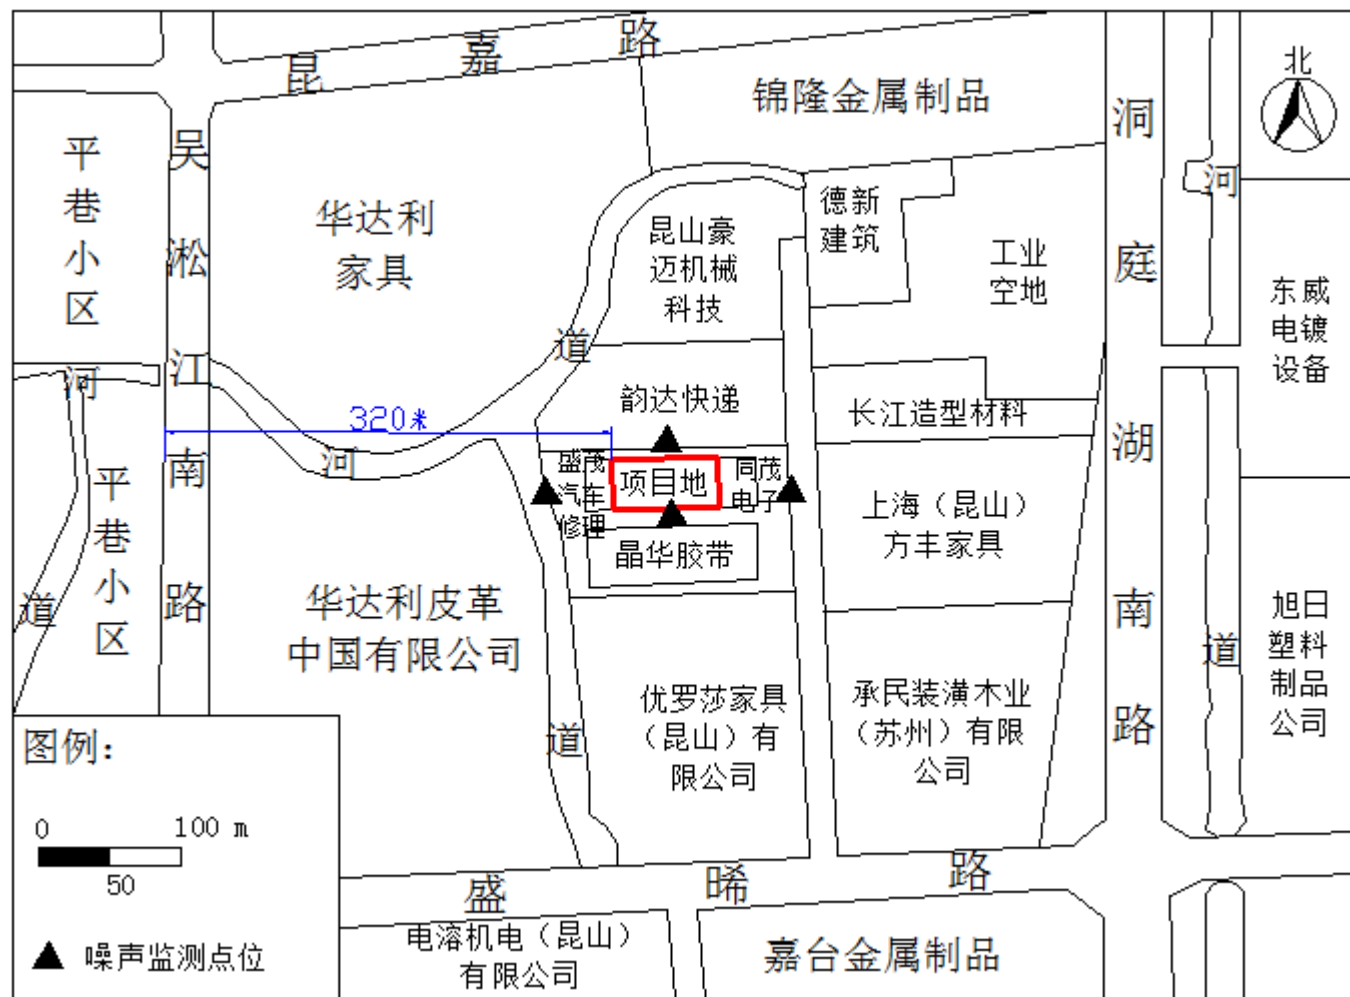 昆嘉路
锦隆金属制品
北
吴淞江南路
洞庭湖南路
平巷小区
华达利
家具
昆山豪
迈机械
科技
德新
建筑
工业
空地
河
东威
电镀
设备
道
河
320米
韵达快递
长江造型材料
河
盛茂
汽车
修理
项目地
同茂
电子
上海（昆山）
方丰家具
平巷小区
晶华胶带
道
华达利皮革
中国有限公司
旭日
塑料
制品
公司
道
优罗莎家具
（昆山）有
限公司
承民装潢木业
（苏州）有限
公司
道
图例：
0 100 m
50
噪声监测点位
盛晞路
电溶机电（昆山）
有限公司
嘉台金属制品